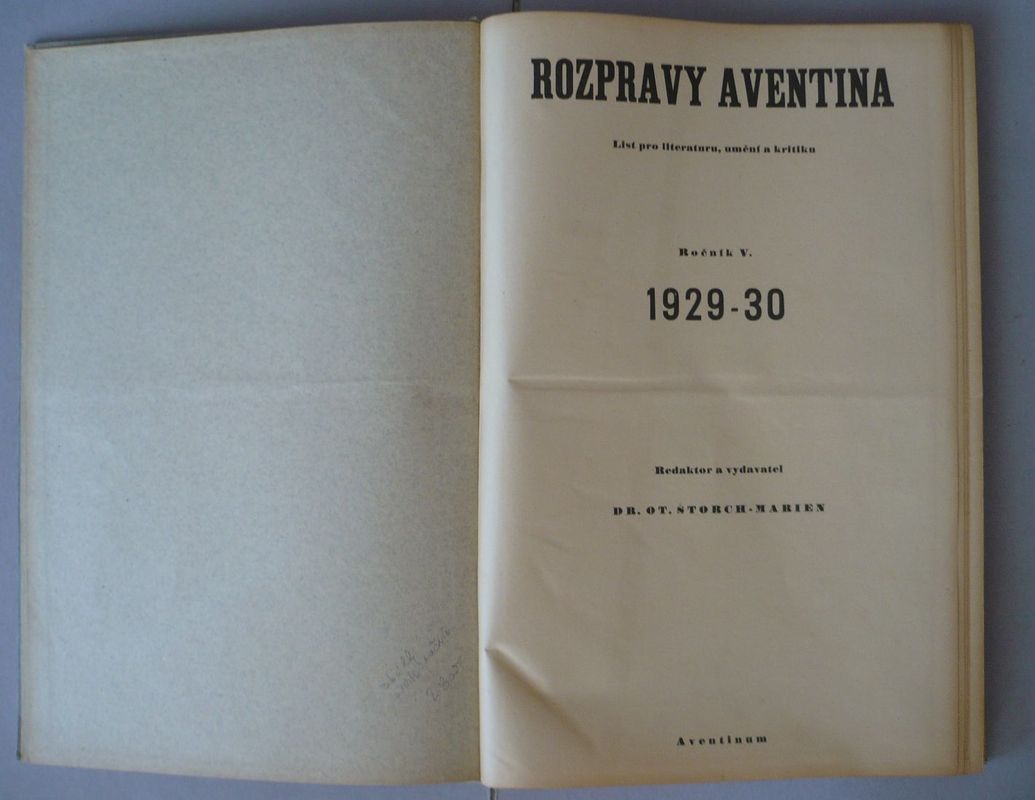 ROZPRAVY AVENTINA
List pro literaturu, umění a kritiku
Ročník V.
1929-30
Redaktor a vydavatel
DR. OT. ŠTORCH-MARIEN
Aventinum